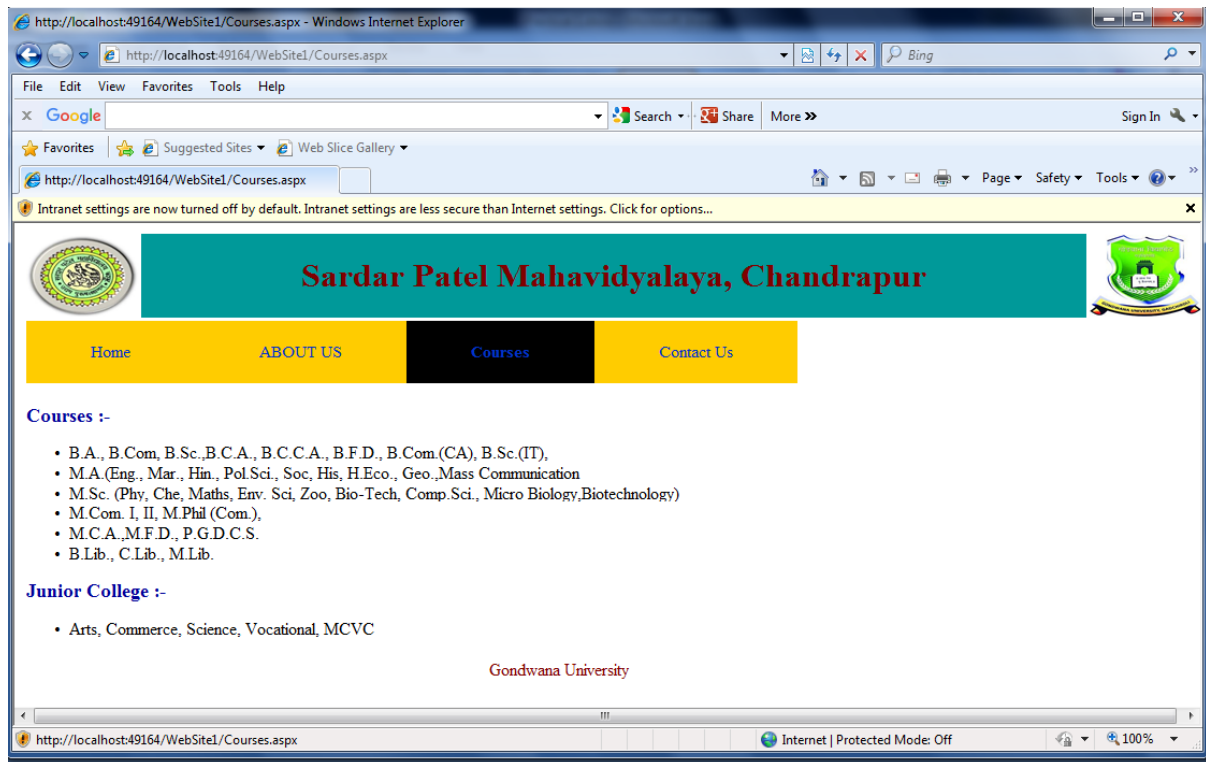 http://localhost:49164/WebSite1/Courses.aspx - Windows Internet Explorer
http://localhost:49164/WebSite1/Courses.aspx Bing
File Edit View Favorites Tools Help
x Google Search Share More » Sign In
Favorites Suggested Sites Web Slice Gallery
http://localhost:49164/WebSite1/Courses.aspx Page Safety Tools »
Intranet settings are now turned off by default. Intranet settings are less secure than Internet settings. Click for options...
Sardar Patel Mahavidyalaya, Chandrapur
Home ABOUT US Courses Contact Us
Courses :-
• B.A., B.Com, B.Sc.,B.C.A., B.C.C.A., B.F.D., B.Com.(CA), B.Sc.(IT),
• M.A.(Eng., Mar., Hin., Pol.Sci., Soc, His, H.Eco., Geo.,Mass Communication
• M.Sc. (Phy, Che, Maths, Env. Sci, Zoo, Bio-Tech, Comp.Sci., Micro Biology,Biotechnology)
• M.Com. I, II, M.Phil (Com.),
• M.C.A.,M.F.D., P.G.D.C.S.
• B.Lib., C.Lib., M.Lib.
Junior College :-
• Arts, Commerce, Science, Vocational, MCVC
Gondwana University
http://localhost:49164/WebSite1/Courses.aspx Internet | Protected Mode: Off 100%